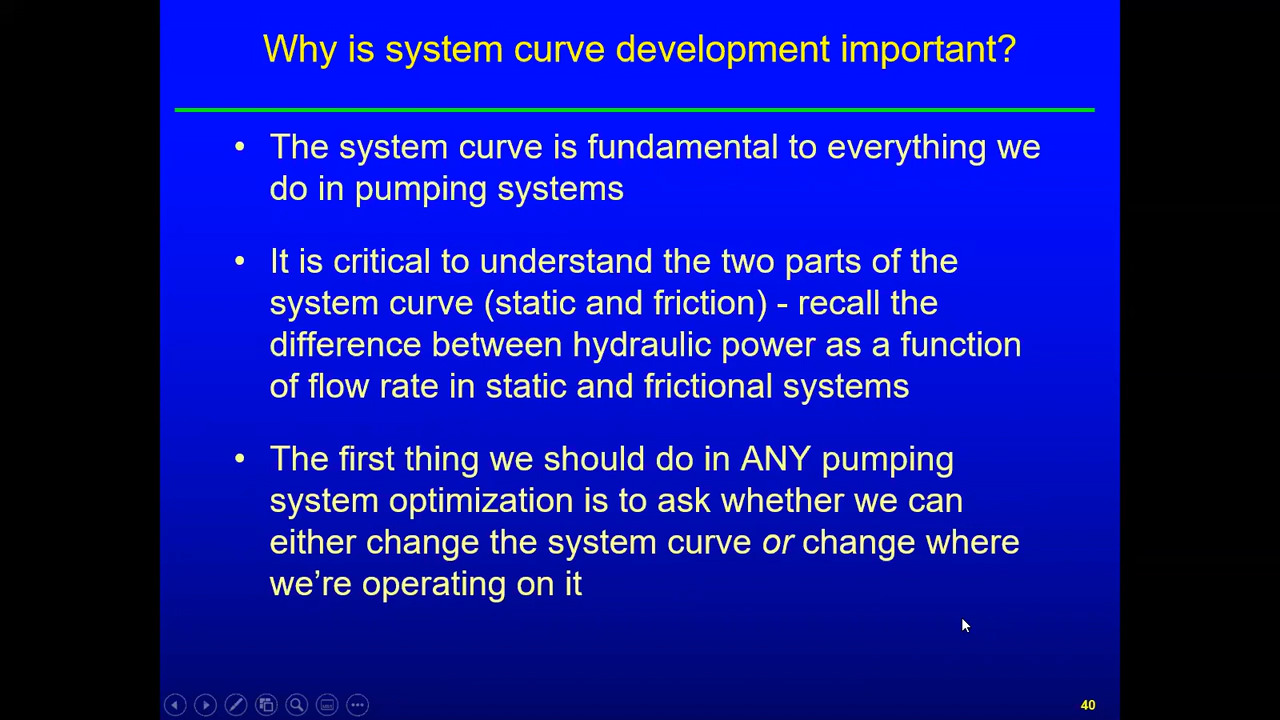 Why is system curve development important?
• The system curve is fundamental to everything we
do in pumping systems
• It is critical to understand the two parts of the
system curve (static and friction) - recall the
difference between hydraulic power as a function
of flow rate in static and frictional systems
• The first thing we should do in ANY pumping
system optimization is to ask whether we can
either change the system curve or change where
we’re operating on it
40